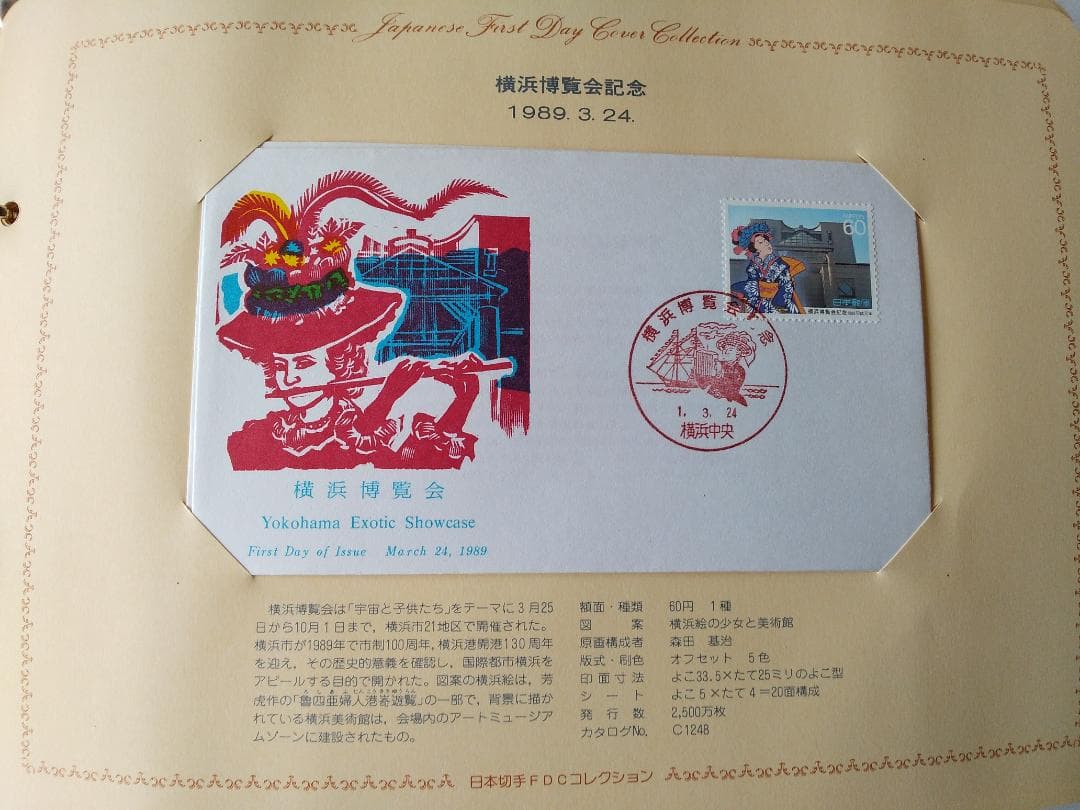 Japanese First Day Cover Collection
横浜博覧会記念
1989. 3. 24.
NIPPON
60
日本郵便
横浜博覧会記念
横浜博覧会記念
1. 3. 24
横浜中央
横浜博覧会
Yokohama Exotic Showcase
First Day of Issue March 24, 1989
横浜博覧会は「宇宙と子供たち」をテーマに3月25
日から10月1日まで,横浜市21地区で開催された。
横浜市が1989年で市制100周年,横浜港開港130周年
を迎え,その歴史的意義を確認し,国際都市横浜を
アピールする目的で開かれた。図案の横浜絵は,芳
虎作の「魯四亜婦人港崎遊覧」の一部で,背景に描か
れている横浜美術館は,会場内のアートミュージア
ムゾーンに建設されたもの。
額面・種類 60円 1種
図案 横浜絵の少女と美術館
原画構成者 森田 基治
版式・刷色 オフセット 5色
印面寸法 よこ33.5×たて25ミリのよこ型
シート よこ5×たて4=20面構成
発行数 2,500万枚
カタログNo. C1248
日本切手FDCコレクション